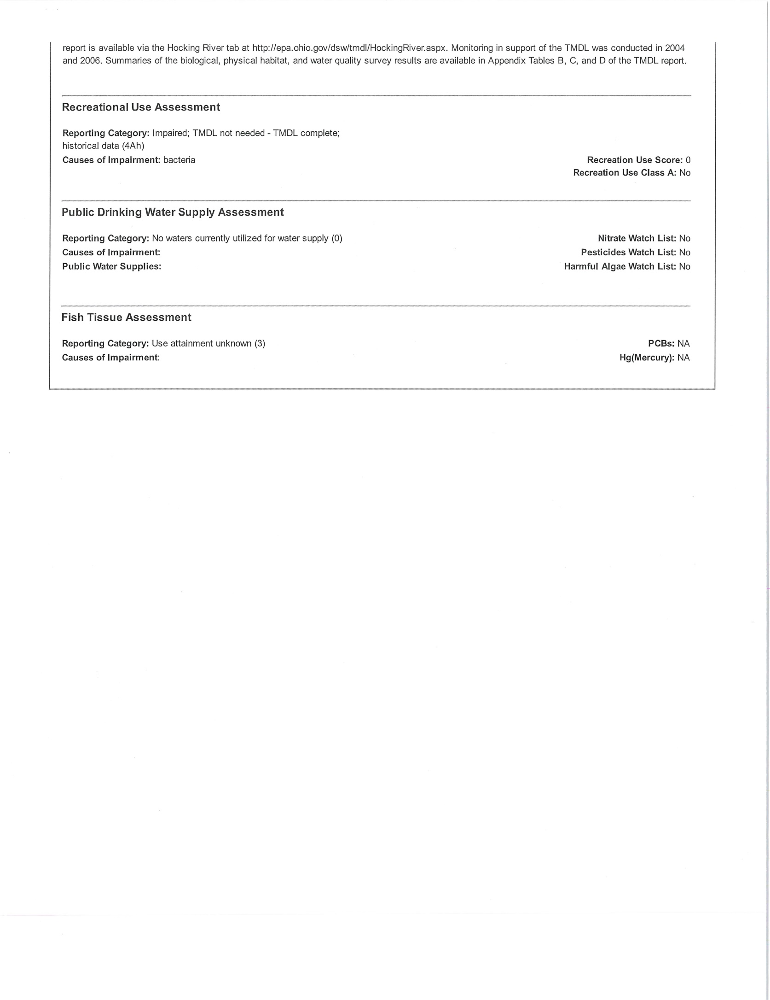 report is available via the Hocking River tab at http://epa.ohio.gov/dsw/tmdl/HockingRiver.aspx. Monitoring in support of the TMDL was conducted in 2004
and 2006. Summaries of the biological, physical habitat, and water quality survey results are available in Appendix Tables B, C, and D of the TMDL report.
Recreational Use Assessment
Reporting Category: Impaired; TMDL not needed - TMDL complete;
historical data (4Ah)
Causes of Impairment: bacteria
Recreation Use Score: 0
Recreation Use Class A: No
Public Drinking Water Supply Assessment
Reporting Category: No waters currently utilized for water supply (0)
Nitrate Watch List: No
Causes of Impairment:
Pesticides Watch List: No
Public Water Supplies:
Harmful Algae Watch List: No
Fish Tissue Assessment
Reporting Category: Use attainment unknown (3)
PCBs: NA
Causes of Impairment:
Hg(Mercury): NA